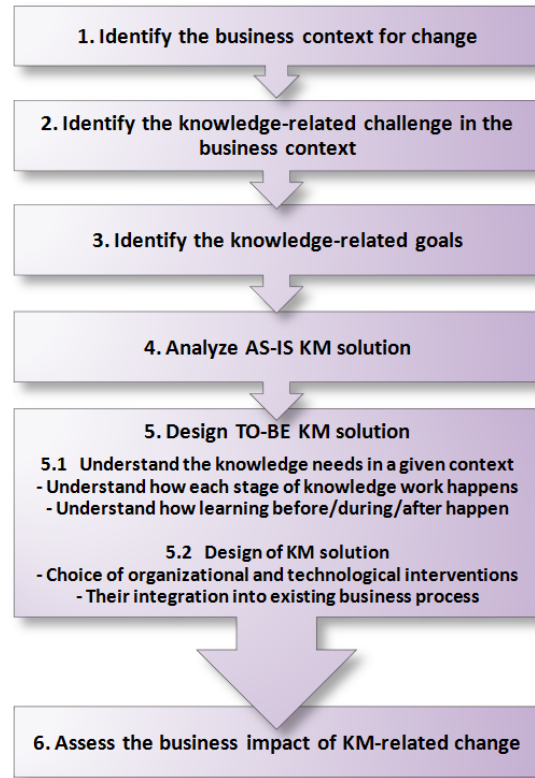 1. Identify the business context for change
2. Identify the knowledge-related challenge in the
business context
3. Identify the knowledge-related goals
4. Analyze AS-IS KM solution
5. Design TO-BE KM solution
5.1 Understand the knowledge needs in a given context
- Understand how each stage of knowledge work happens
- Understand how learning before/during/after happen
5.2 Design of KM solution
- Choice of organizational and technological interventions
- Their integration into existing business process
6. Assess the business impact of KM-related change